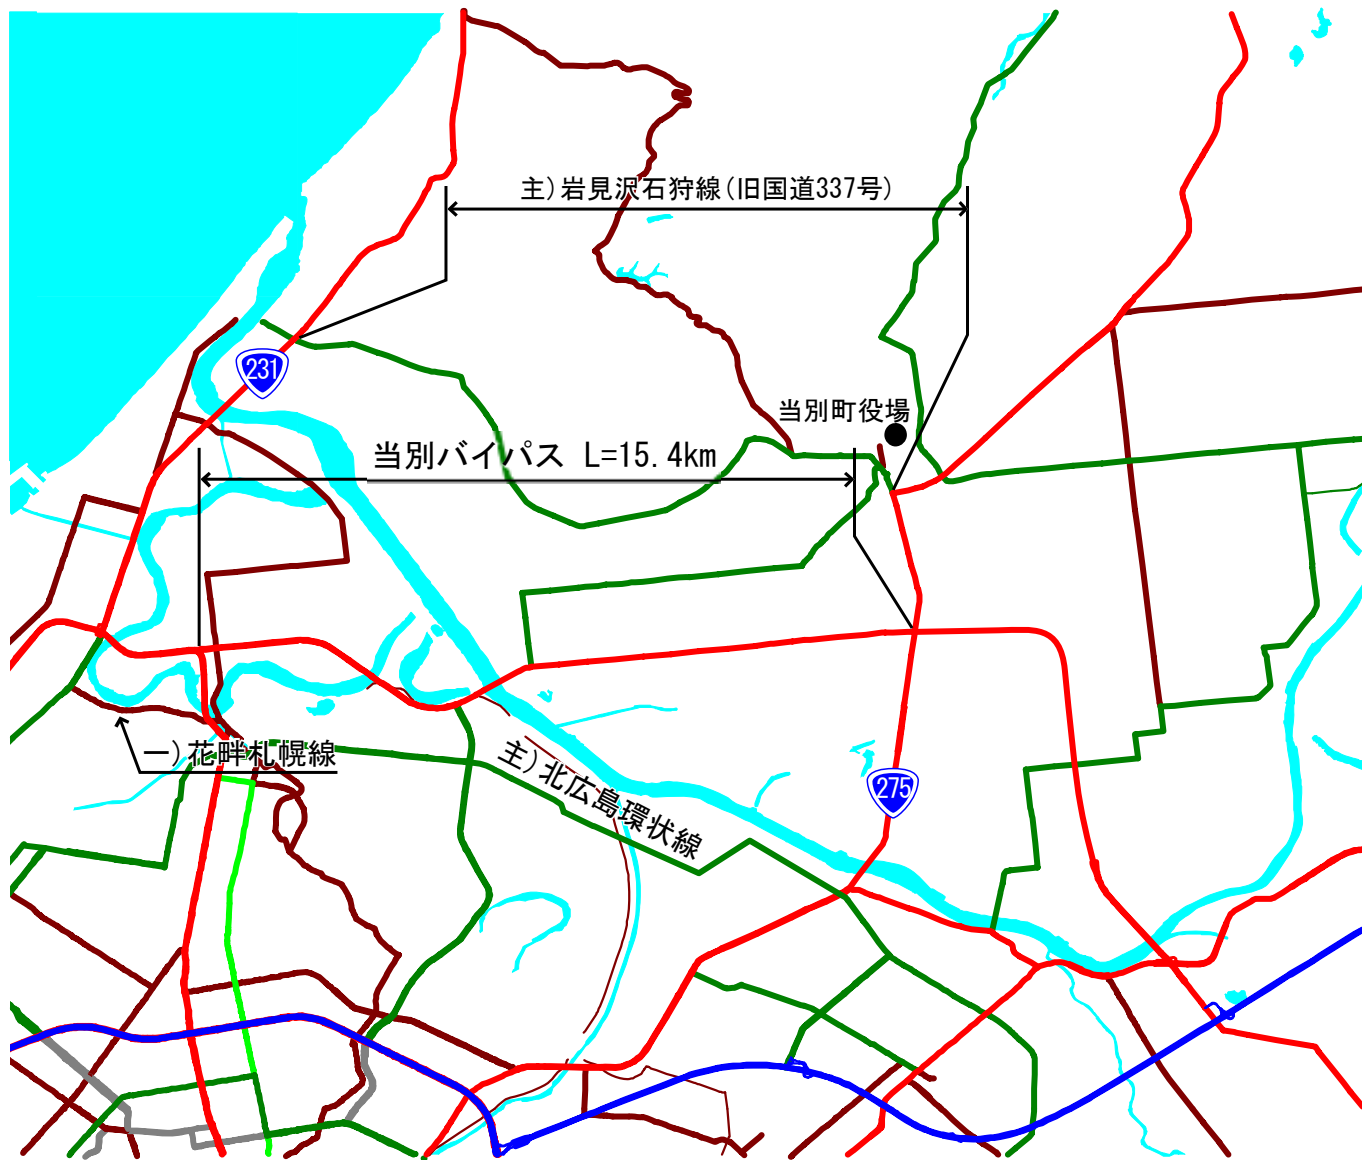 主)岩見沢石狩線(旧国道337号)
231
当別町役場
当別バイパス L=15.4km
一)花畔札幌線
主)北広島環状線
275